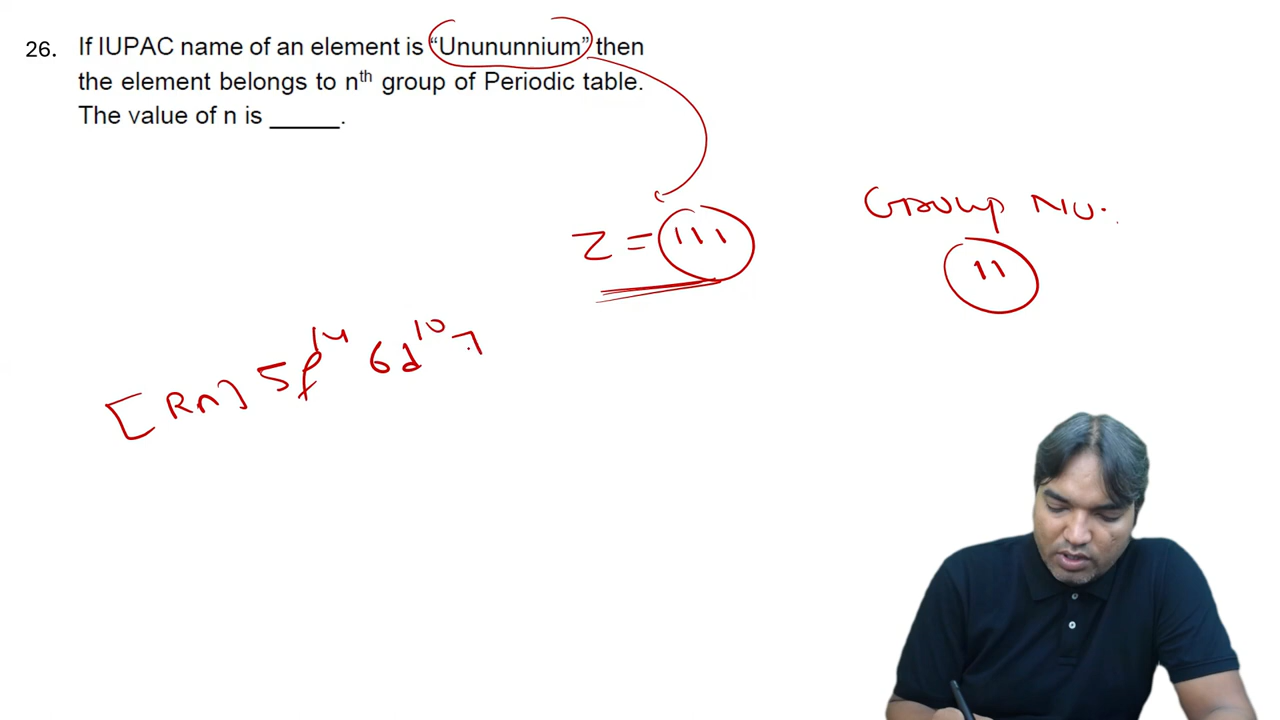 26. If IUPAC name of an element is “Unununnium” then
the element belongs to nth group of Periodic table.
The value of n is _____.
Group No.
Z = 111
11
[Rn] 5f14 6d10 7